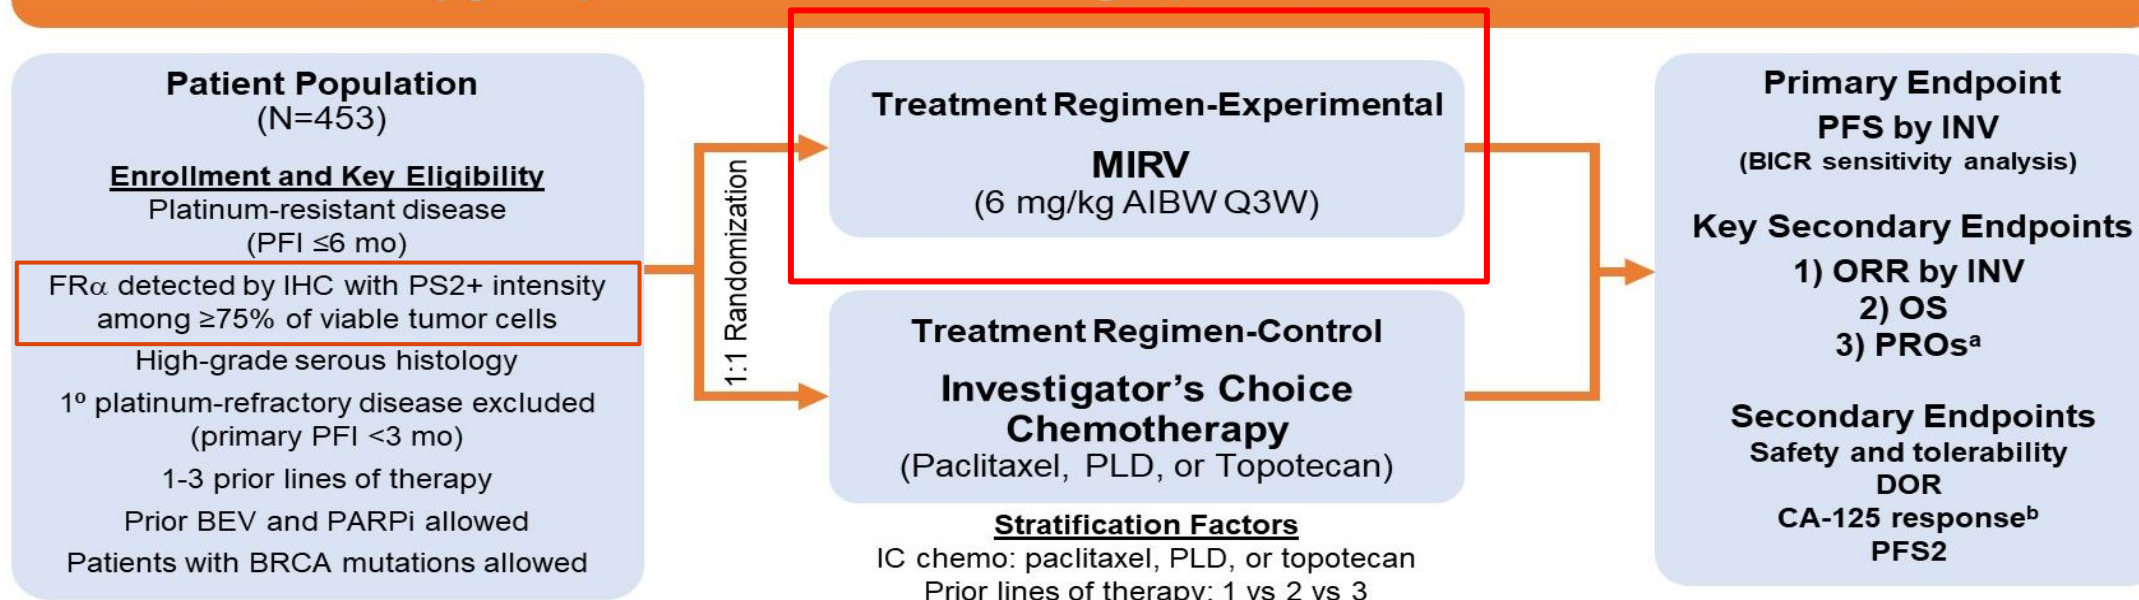 Patient Population
(N=453)
Enrollment and Key Eligibility
Platinum-resistant disease
(PFI ≤6 mo)
FRα detected by IHC with PS2+ intensity
among ≥75% of viable tumor cells
High-grade serous histology
1º platinum-refractory disease excluded
(primary PFI <3 mo)
1-3 prior lines of therapy
Prior BEV and PARPi allowed
Patients with BRCA mutations allowed
1:1 Randomization
Treatment Regimen-Experimental
MIRV
(6 mg/kg AIBW Q3W)
Treatment Regimen-Control
Investigator’s Choice
Chemotherapy
(Paclitaxel, PLD, or Topotecan)
Stratification Factors
IC chemo: paclitaxel, PLD, or topotecan
Prior lines of therapy: 1 vs 2 vs 3
Primary Endpoint
PFS by INV
(BICR sensitivity analysis)
Key Secondary Endpoints
1) ORR by INV
2) OS
3) PROsᵃ
Secondary Endpoints
Safety and tolerability
DOR
CA-125 responseᵇ
PFS2